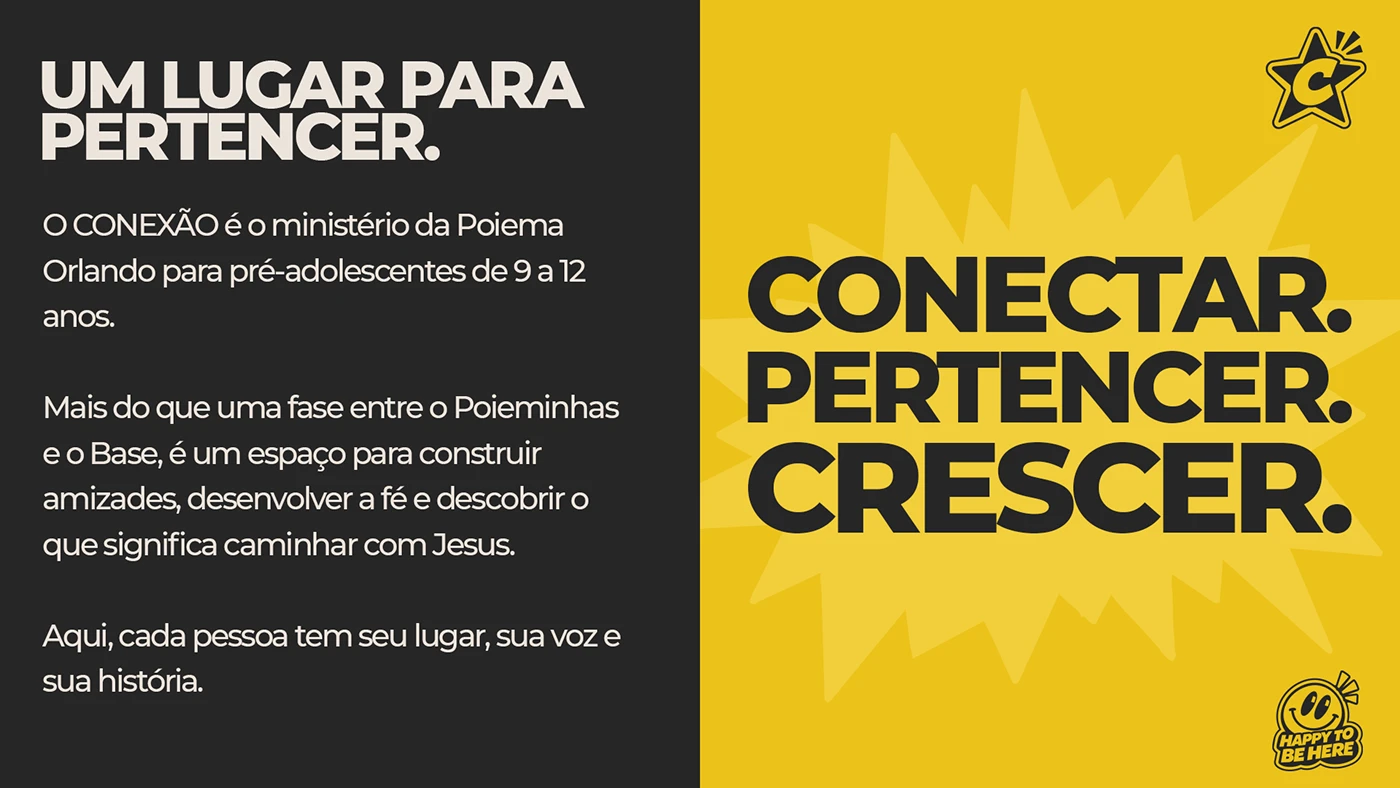 UM LUGAR PARA
PERTENCER.
O CONEXÃO é o ministério da Poiema
Orlando para pré-adolescentes de 9 a 12
anos.
Mais do que uma fase entre o Poieminhas
e o Base, é um espaço para construir
amizades, desenvolver a fé e descobrir o
que significa caminhar com Jesus.
Aqui, cada pessoa tem seu lugar, sua voz e
sua história.
C
CONECTAR.
PERTENCER.
CRESCER.
HAPPY TO
BE HERE